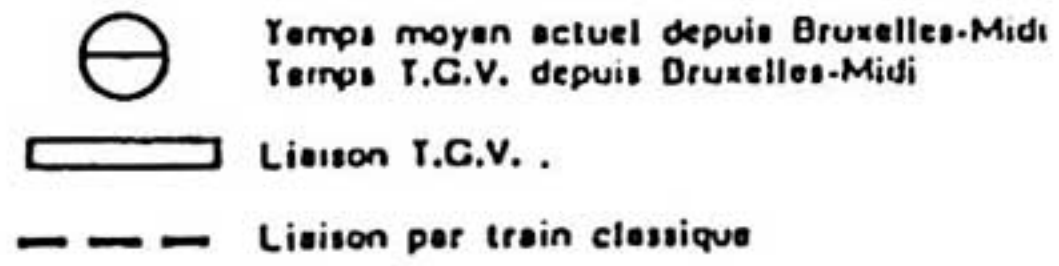 Temps moyen actuel depuis Bruxelles-Midi
Temps T.G.V. depuis Bruxelles-Midi
Liaison T.G.V. .
Liaison par train classique